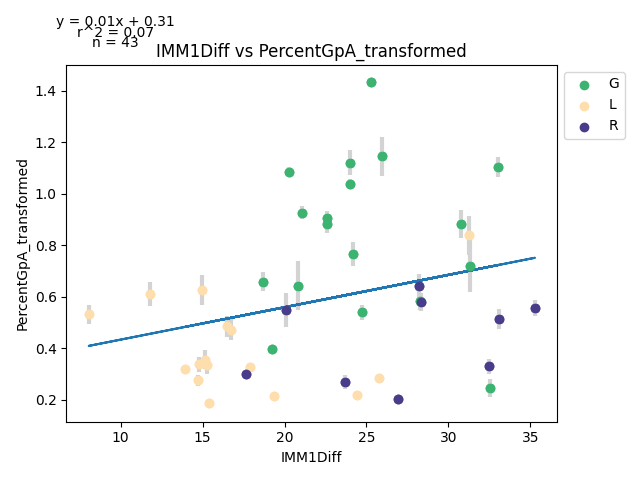 y = 0.01x + 0.31
r^2 = 0.07
n = 43
IMM1Diff vs PercentGpA_transformed
G
L
R
PercentGpA_transformed
1.4
1.2
1.0
0.8
0.6
0.4
0.2
10 15 20 25 30 35
IMM1Diff